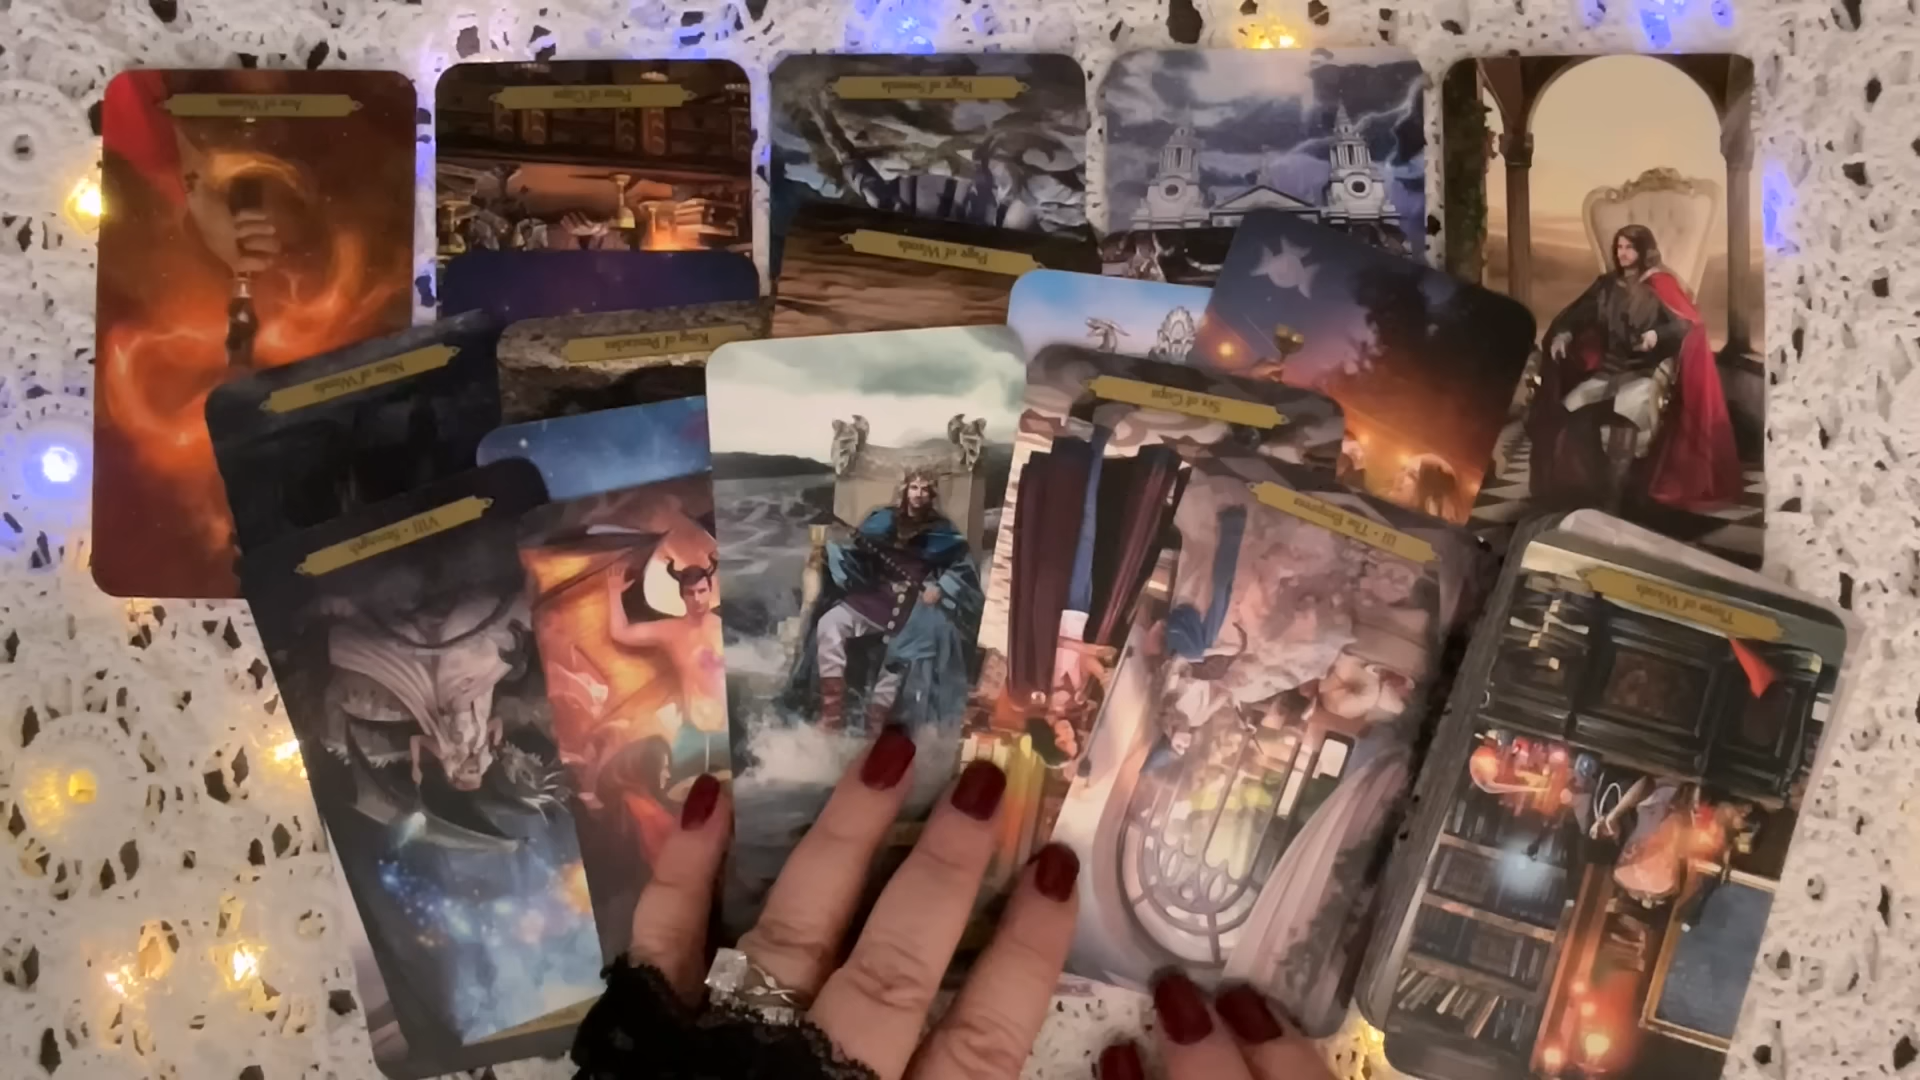 Ace of Wands
Four of Cups
Page of Swords
Page of Wands
King of Pentacles
Nine of Wands
Six of Cups
VIII • Strength
III • The Empress
Three of Wands